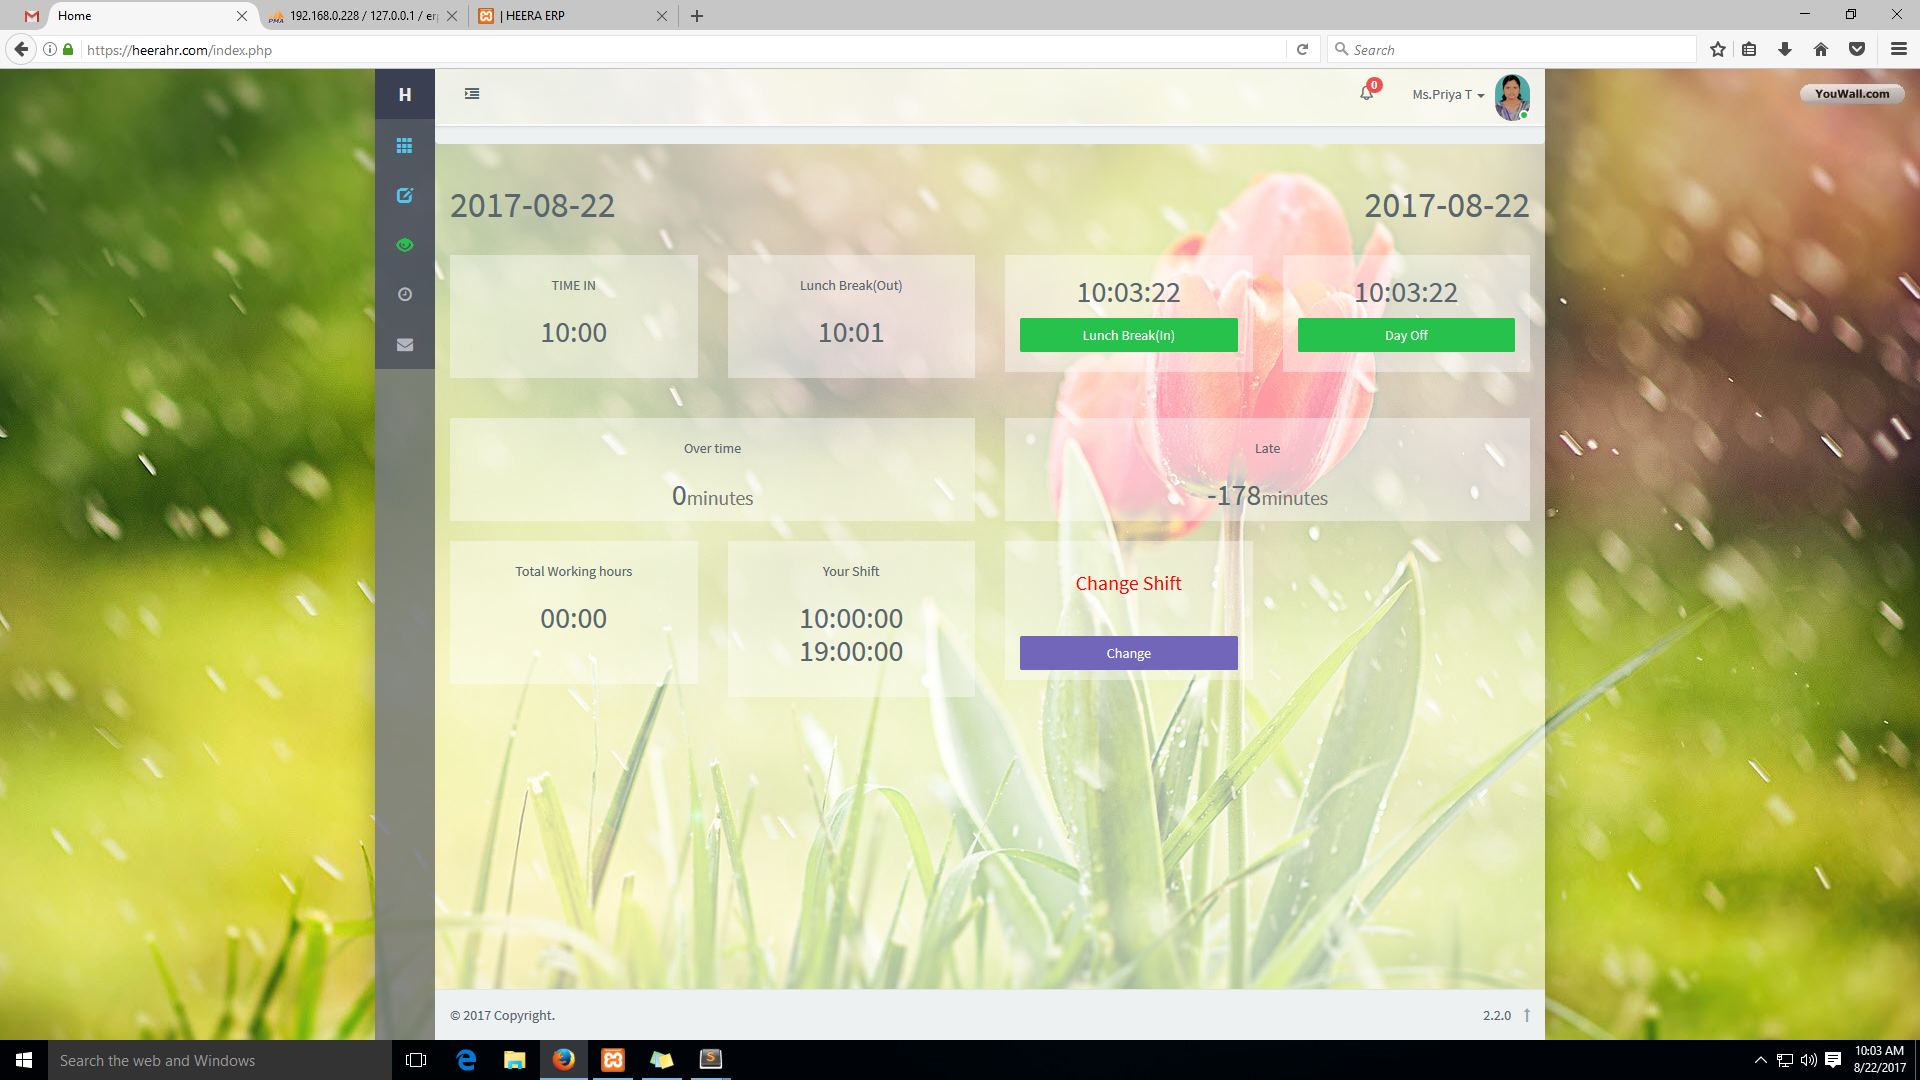 Home
192.168.0.228 / 127.0.0.1 / er
| HEERA ERP
https://heerahr.com/index.php
Search
H
0
Ms.Priya T
YouWall.com
2017-08-22
2017-08-22
TIME IN
10:00
Lunch Break(Out)
10:01
10:03:22
Lunch Break(In)
10:03:22
Day Off
Over time
0minutes
Late
-178minutes
Total Working hours
00:00
Your Shift
10:00:00
19:00:00
Change Shift
Change
© 2017 Copyright.
2.2.0
Search the web and Windows
10:03 AM
8/22/2017